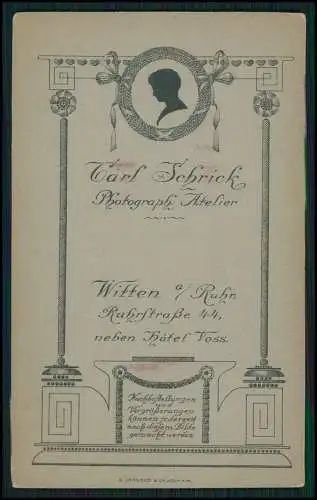 Carl Schrick
Photograph Atelier
Witten a/ Ruhr
Ruhrstraße 44,
neben Hôtel Voss.
Nachbestellungen
und
Vergrößerungen
können jederzeit
nach diesem Bilde
gemacht werden